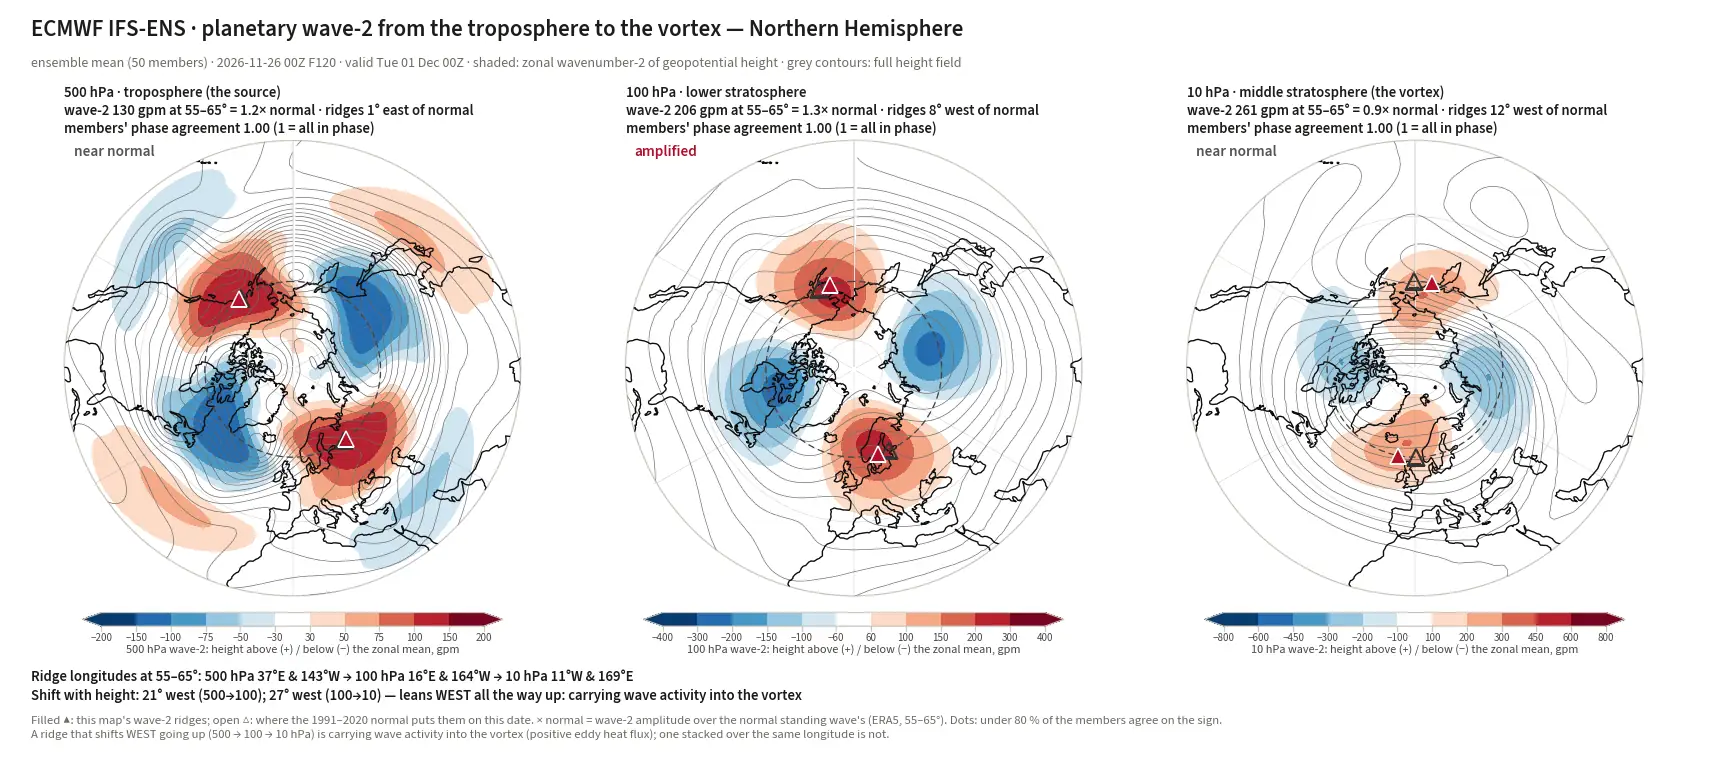 ECMWF IFS-ENS · planetary wave-2 from the troposphere to the vortex — Northern Hemisphere
ensemble mean (50 members) · 2026-11-26 00Z F120 · valid Tue 01 Dec 00Z · shaded: zonal wavenumber-2 of geopotential height · grey contours: full height field
500 hPa · troposphere (the source)
wave-2 130 gpm at 55–65° = 1.2× normal · ridges 1° east of normal
members' phase agreement 1.00 (1 = all in phase)
near normal
100 hPa · lower stratosphere
wave-2 206 gpm at 55–65° = 1.3× normal · ridges 8° west of normal
members' phase agreement 1.00 (1 = all in phase)
amplified
10 hPa · middle stratosphere (the vortex)
wave-2 261 gpm at 55–65° = 0.9× normal · ridges 12° west of normal
members' phase agreement 1.00 (1 = all in phase)
near normal
−200 −150 −100 −75 −50 −30 30 50 75 100 150 200
500 hPa wave-2: height above (+) / below (−) the zonal mean, gpm
−400 −300 −200 −150 −100 −60 60 100 150 200 300 400
100 hPa wave-2: height above (+) / below (−) the zonal mean, gpm
−800 −600 −450 −300 −200 −100 100 200 300 450 600 800
10 hPa wave-2: height above (+) / below (−) the zonal mean, gpm
Ridge longitudes at 55–65°: 500 hPa 37°E & 143°W → 100 hPa 16°E & 164°W → 10 hPa 11°W & 169°E
Shift with height: 21° west (500→100); 27° west (100→10) — leans WEST all the way up: carrying wave activity into the vortex
Filled ▲: this map's wave-2 ridges; open △: where the 1991–2020 normal puts them on this date. × normal = wave-2 amplitude over the normal standing wave's (ERA5, 55–65°). Dots: under 80 % of the members agree on the sign.
A ridge that shifts WEST going up (500 → 100 → 10 hPa) is carrying wave activity into the vortex (positive eddy heat flux); one stacked over the same longitude is not.